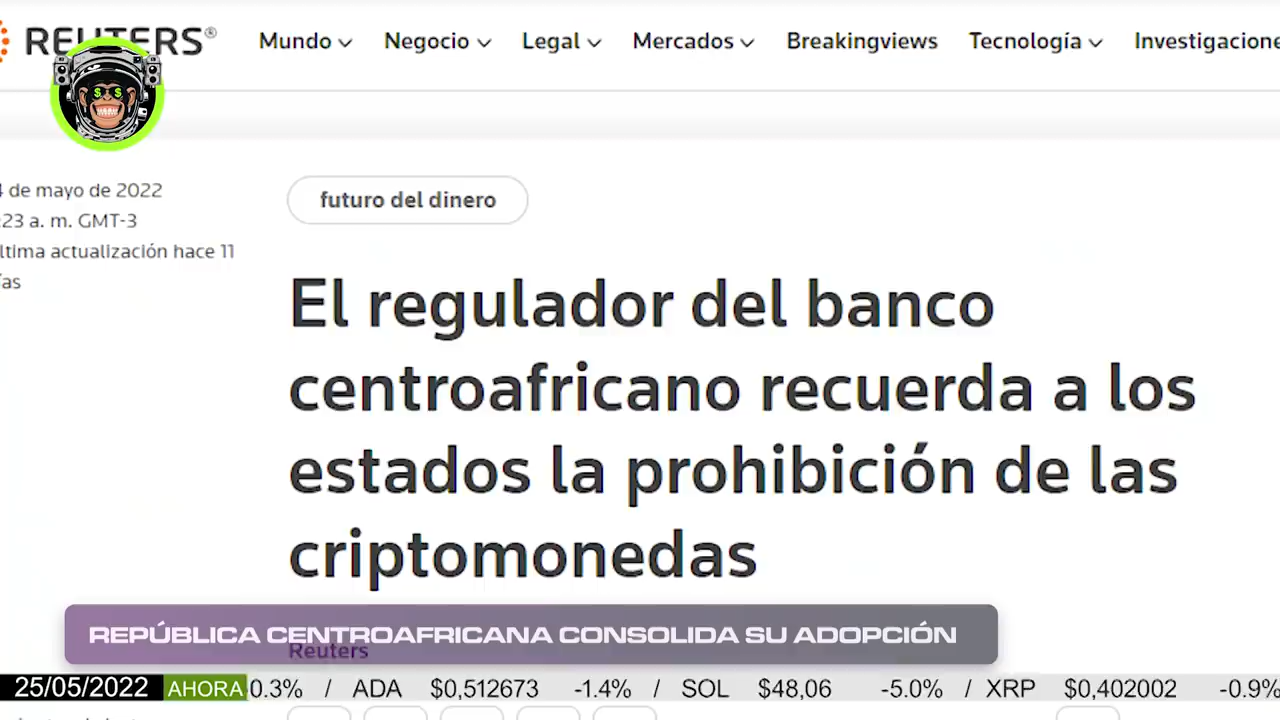 REUTERS®
Mundo Negocio Legal Mercados Breakingviews Tecnología Investigacione
4 de mayo de 2022
:23 a. m. GMT-3
ltima actualización hace 11
ías
futuro del dinero
El regulador del banco
centroafricano recuerda a los
estados la prohibición de las
criptomonedas
REPÚBLICA CENTROAFRICANA CONSOLIDA SU ADOPCIÓN
Reuters
25/05/2022 AHORA 0.3% / ADA $0,512673 -1.4% / SOL $48,06 -5.0% / XRP $0,402002 -0.9%